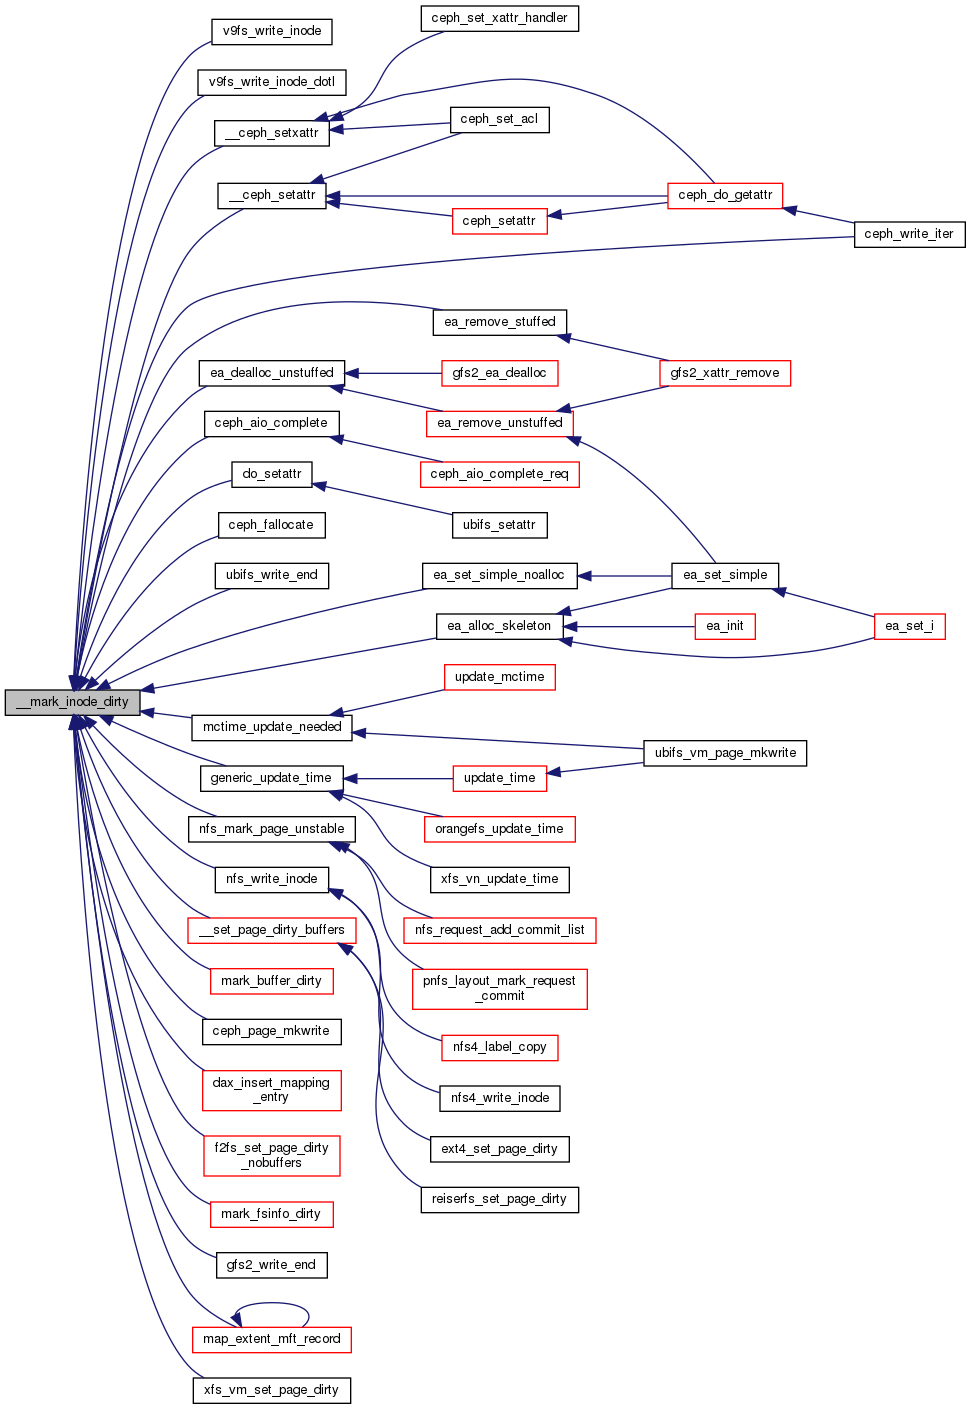 ceph_set_xattr_handler
v9fs_write_inode
v9fs_write_inode_dotl
__ceph_setxattr
ceph_set_acl
__ceph_setattr
ceph_do_getattr
ceph_setattr
ceph_write_iter
ea_remove_stuffed
ea_dealloc_unstuffed
gfs2_ea_dealloc
gfs2_xattr_remove
ceph_aio_complete
ea_remove_unstuffed
do_setattr
ceph_aio_complete_req
ceph_fallocate
ubifs_setattr
ubifs_write_end
ea_set_simple_noalloc
ea_set_simple
ea_alloc_skeleton
ea_init
ea_set_i
update_mctime
__mark_inode_dirty
mctime_update_needed
ubifs_vm_page_mkwrite
generic_update_time
update_time
nfs_mark_page_unstable
orangefs_update_time
nfs_write_inode
xfs_vn_update_time
__set_page_dirty_buffers
nfs_request_add_commit_list
mark_buffer_dirty
pnfs_layout_mark_request
_commit
ceph_page_mkwrite
nfs4_label_copy
dax_insert_mapping
_entry
nfs4_write_inode
f2fs_set_page_dirty
_nobuffers
ext4_set_page_dirty
reiserfs_set_page_dirty
mark_fsinfo_dirty
gfs2_write_end
map_extent_mft_record
xfs_vm_set_page_dirty